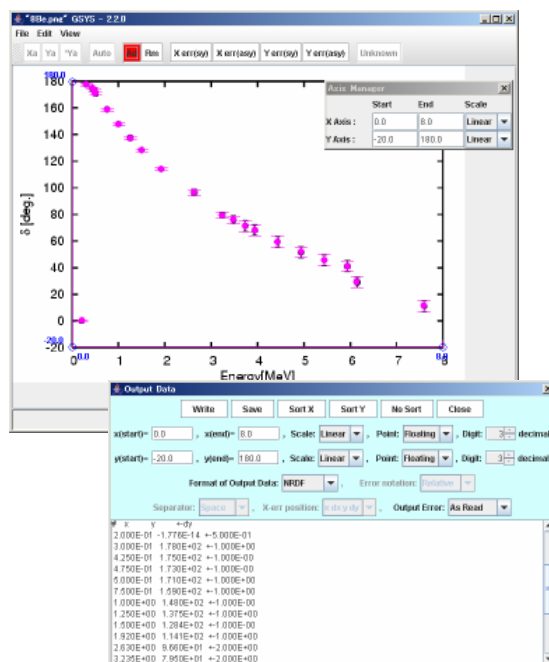 "8Be.png" GSYS - 2.2.0
File Edit View
Xa Ya "Ya Auto Rm X err(sy) X err(asy) Y err(sy) Y err(asy) Unknown
Axis Manager
Start End Scale
X Axis : 0.0 8.0 Linear
Y Axis : -20.0 180.0 Linear
180.0
180
160
140
120
100
80
60
40
20
0
-20
-20.0
δ [deg.]
0.0 8.0
0 1 2 3 4 5 6 7 8
Energy[MeV]
Output Data
Write Save Sort X Sort Y No Sort Close
x(start)= 0.0 , x(end)= 8.0 , Scale: Linear , Point: Floating , Digit: 3 decimal
y(start)= -20.0 , y(end)= 180.0 , Scale: Linear , Point: Floating , Digit: 3 decimal
Format of Output Data: NRDF , Error notation: Relative
Separator: Space , X-err position: x dx y dy , Output Error: As Read
# x y +-dy
2.000E-01 -1.776E-14 +-5.000E-01
3.000E-01 1.780E+02 +-1.000E+00
4.250E-01 1.750E+02 +-1.000E-00
4.750E-01 1.730E+02 +-1.000E-00
5.000E-01 1.710E+02 +-1.000E+00
7.500E-01 1.590E+02 +-1.000E+00
1.000E+00 1.480E+02 +-1.000E-00
1.250E+00 1.375E+02 +-1.000E+00
1.500E+00 1.284E+02 +-1.000E-00
1.920E+00 1.141E+02 +-1.000E+00
2.630E+00 9.660E+01 +-2.000E+00
3.235E+00 7.950E+01 +-2.000E+00